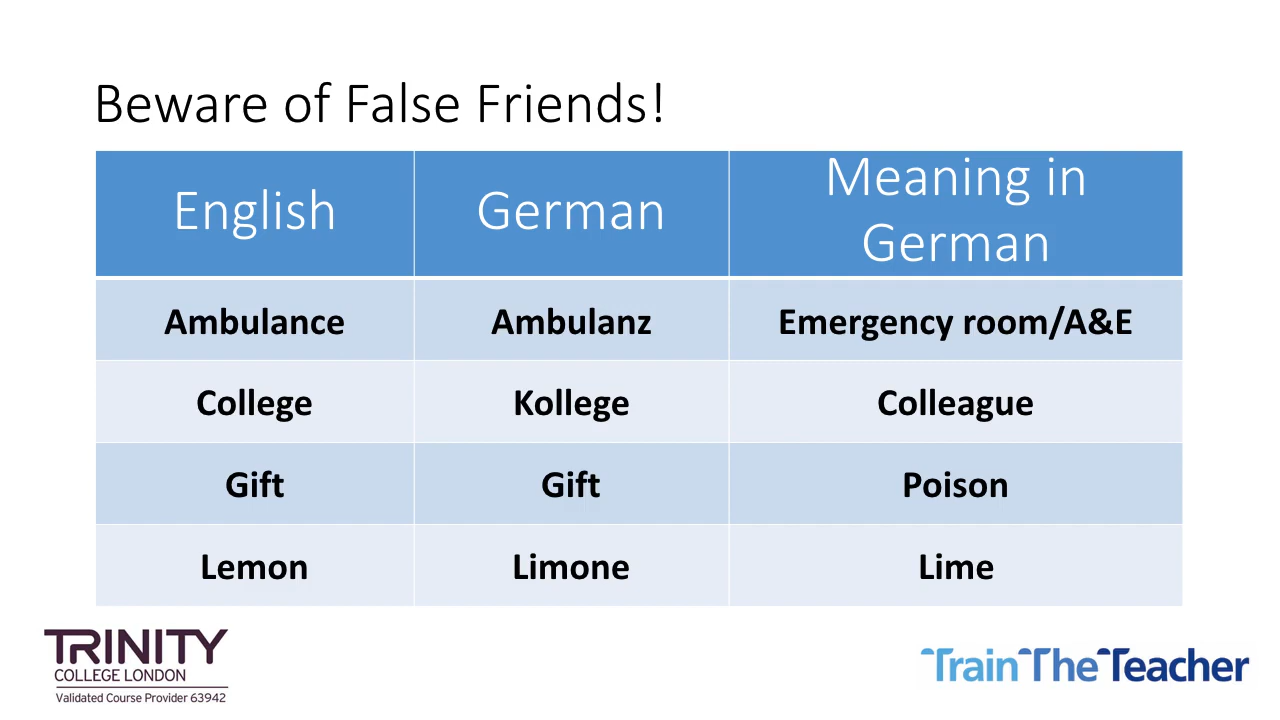 Beware of False Friends!
English German Meaning in
German
Ambulance Ambulanz Emergency room/A&E
College Kollege Colleague
Gift Gift Poison
Lemon Limone Lime
TRINITY
COLLEGE LONDON
Validated Course Provider 63942
TrainTheTeacher